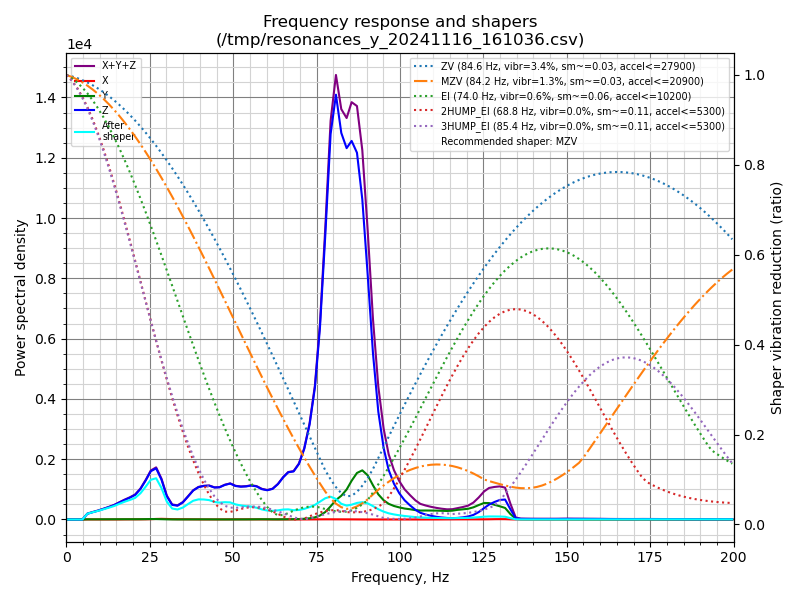 Frequency response and shapers
(/tmp/resonances_y_20241116_161036.csv)
1e4
X+Y+Z
X
Y
Z
After
shaper
ZV (84.6 Hz, vibr=3.4%, sm~=0.03, accel<=27900)
MZV (84.2 Hz, vibr=1.3%, sm~=0.03, accel<=20900)
EI (74.0 Hz, vibr=0.6%, sm~=0.06, accel<=10200)
2HUMP_EI (68.8 Hz, vibr=0.0%, sm~=0.11, accel<=5300)
3HUMP_EI (85.4 Hz, vibr=0.0%, sm~=0.11, accel<=5300)
Recommended shaper: MZV
Power spectral density
1.4
1.2
1.0
0.8
0.6
0.4
0.2
0.0
1.0
0.8
0.6
0.4
0.2
0.0
Shaper vibration reduction (ratio)
0 25 50 75 100 125 150 175 200
Frequency, Hz